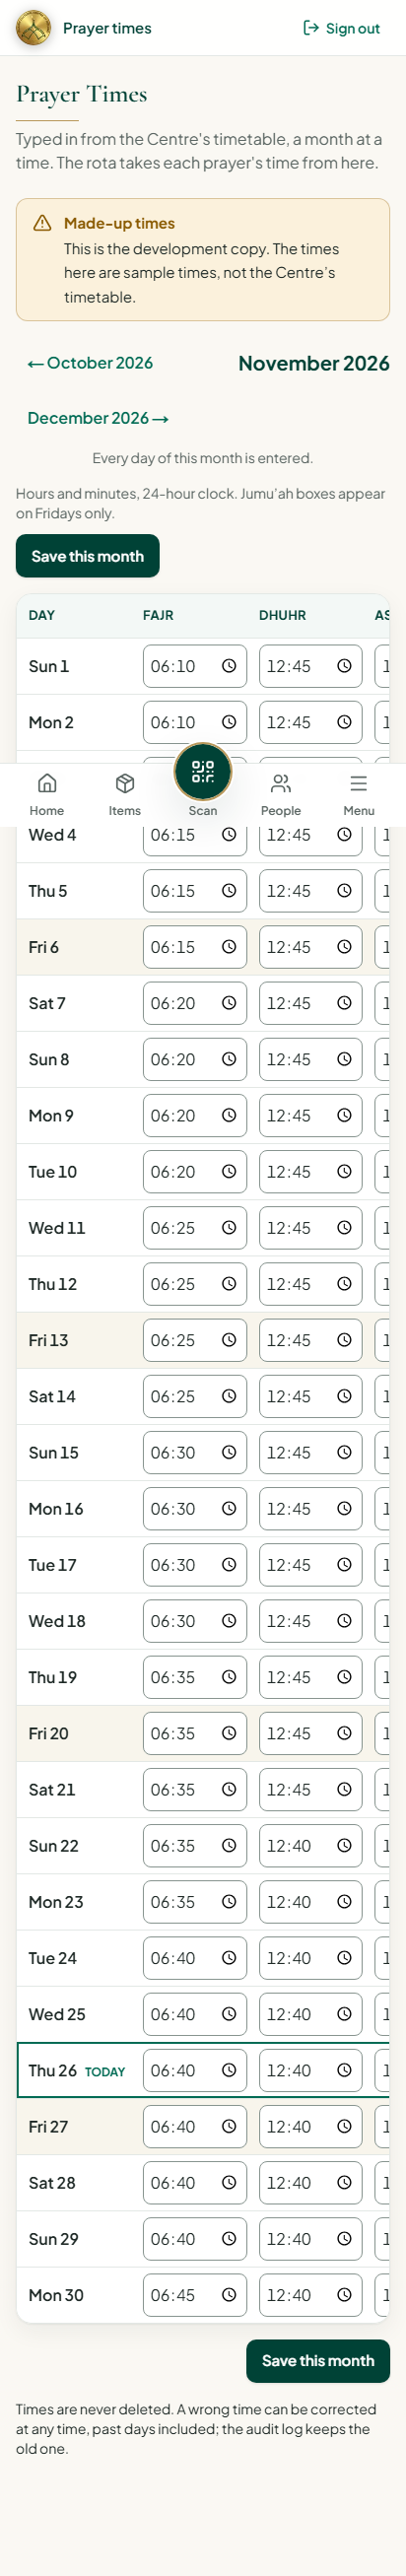 Prayer times
Sign out
Prayer Times
Typed in from the Centre's timetable, a month at a
time. The rota takes each prayer's time from here.
Made-up times
This is the development copy. The times
here are sample times, not the Centre’s
timetable.
← October 2026
November 2026
December 2026 →
Every day of this month is entered.
Hours and minutes, 24-hour clock. Jumu’ah boxes appear
on Fridays only.
Save this month
DAY FAJR DHUHR
Sun 1 06:10 12:45
Mon 2 06:10 12:45
Home Items Scan People Menu
Wed 4 06:15 12:45
Thu 5 06:15 12:45
Fri 6 06:15 12:45
Sat 7 06:20 12:45
Sun 8 06:20 12:45
Mon 9 06:20 12:45
Tue 10 06:20 12:45
Wed 11 06:25 12:45
Thu 12 06:25 12:45
Fri 13 06:25 12:45
Sat 14 06:25 12:45
Sun 15 06:30 12:45
Mon 16 06:30 12:45
Tue 17 06:30 12:45
Wed 18 06:30 12:45
Thu 19 06:35 12:45
Fri 20 06:35 12:45
Sat 21 06:35 12:45
Sun 22 06:35 12:40
Mon 23 06:35 12:40
Tue 24 06:40 12:40
Wed 25 06:40 12:40
Thu 26 TODAY 06:40 12:40
Fri 27 06:40 12:40
Sat 28 06:40 12:40
Sun 29 06:40 12:40
Mon 30 06:45 12:40
Save this month
Times are never deleted. A wrong time can be corrected
at any time, past days included; the audit log keeps the
old one.